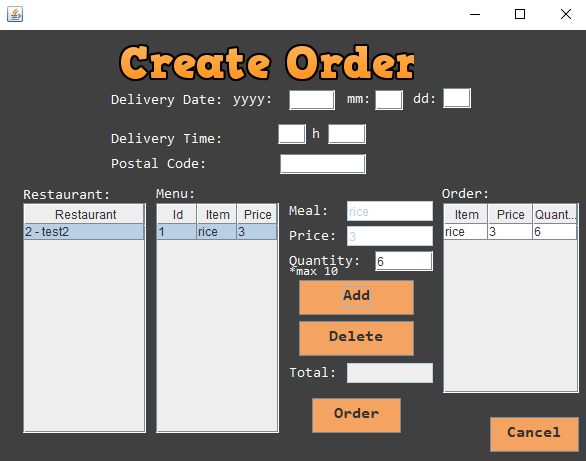 Create Order
Delivery Date: yyyy: mm: dd:
Delivery Time: h
Postal Code:
Restaurant:
Restaurant
2 - test2
Menu:
Id Item Price
1 rice 3
Meal: rice
Price: 3
Quantity: 6
*max 10
Add
Delete
Total:
Order
Order:
Item Price Quant...
rice 3 6
Cancel